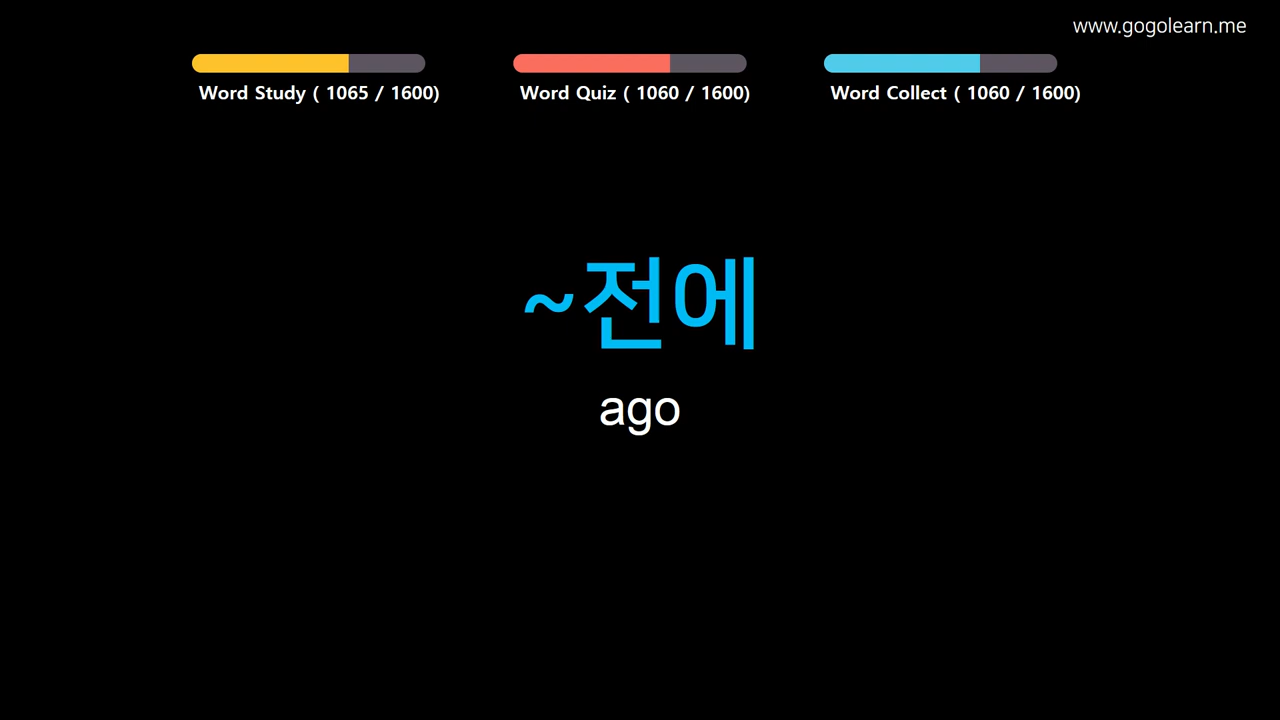 www.gogolearn.me
Word Study ( 1065 / 1600)
Word Quiz ( 1060 / 1600)
Word Collect ( 1060 / 1600)
~전에
ago